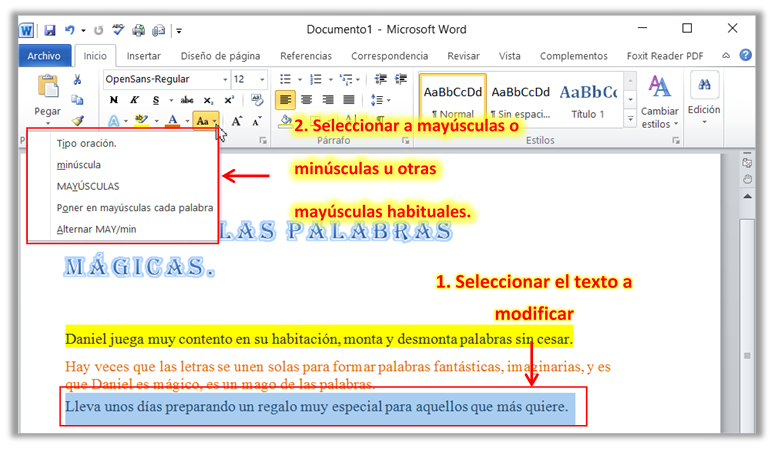 Documento1 - Microsoft Word
Archivo Inicio Insertar Diseño de página Referencias Correspondencia Revisar Vista Complementos Foxit Reader PDF
OpenSans-Regular 12
N K S abc x₂ x²
Aa A A
Pegar
AaBbCcDd AaBbCcDd AaBbCc
¶ Normal ¶ Sin espaci... Título 1
Cambiar estilos
Edición
Párrafo Estilos
Tipo oración.
minúscula
MAYÚSCULAS
Poner en mayúsculas cada palabra
Alternar MAY/min
2. Seleccionar a mayúsculas o
minúsculas u otras
mayúsculas habituales.
LAS PALABRAS
MÁGICAS.
1. Seleccionar el texto a
modificar
Daniel juega muy contento en su habitación, monta y desmonta palabras sin cesar.
Hay veces que las letras se unen solas para formar palabras fantásticas, imaginarias, y es
que Daniel es mágico, es un mago de las palabras.
Lleva unos días preparando un regalo muy especial para aquellos que más quiere.